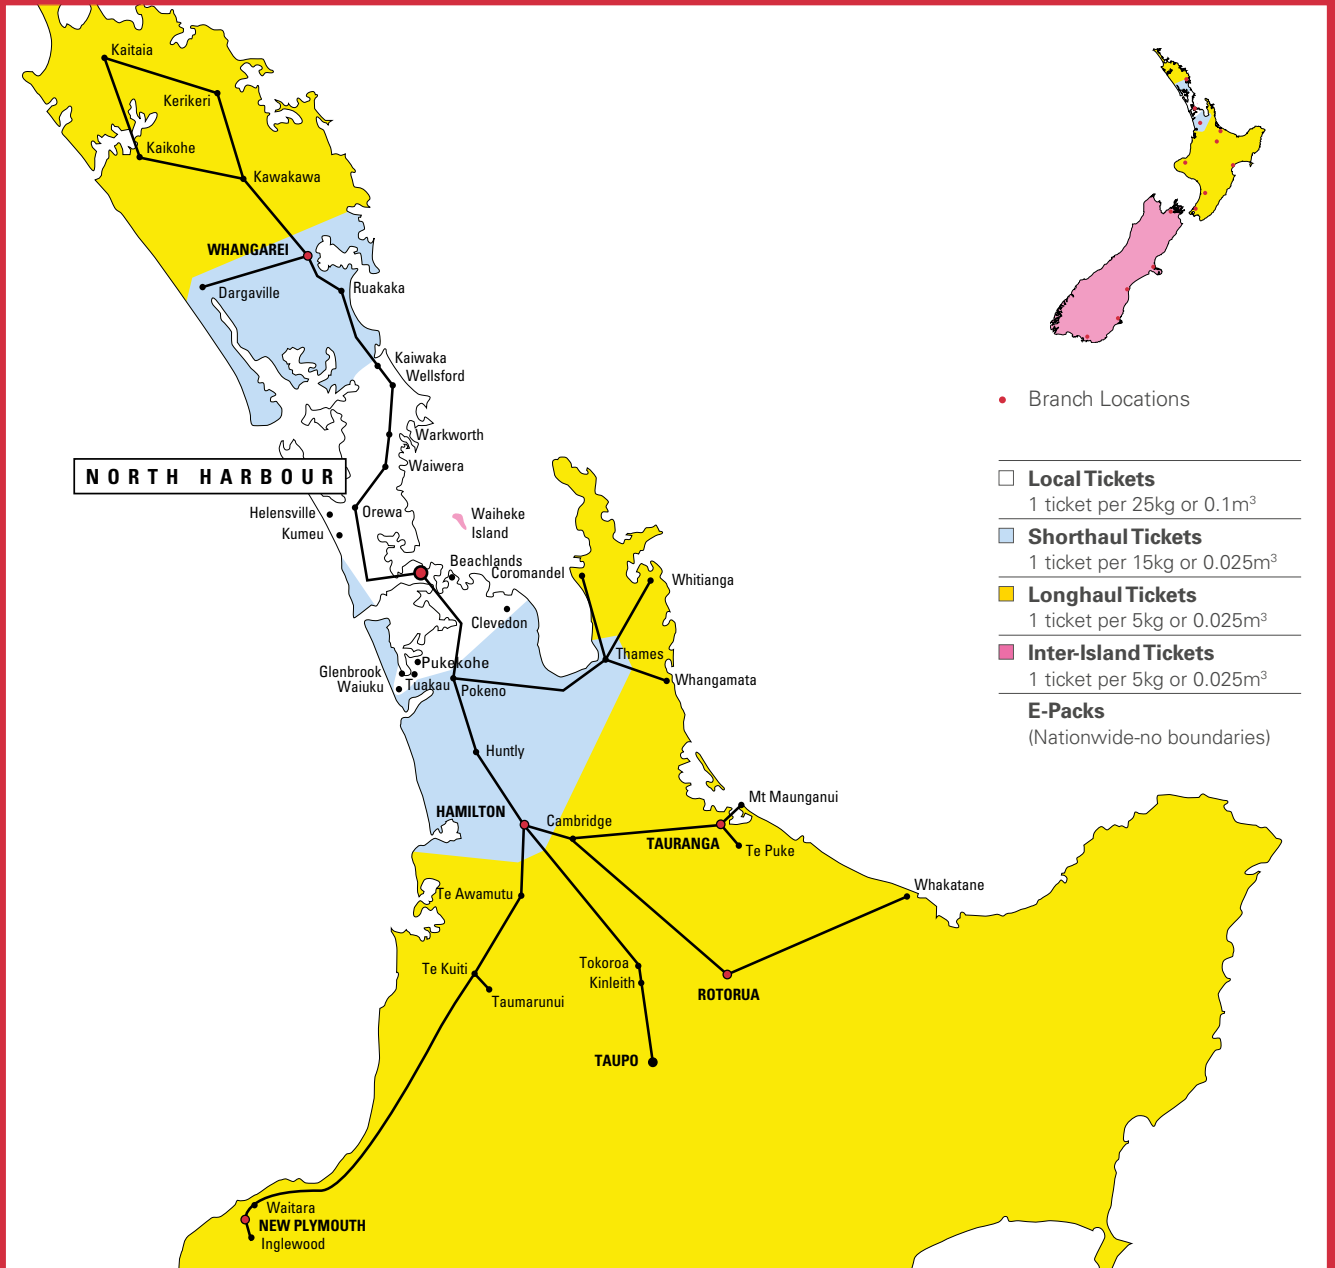 Kaitaia
Kerikeri
Kaikohe
Kawakawa
WHANGAREI
Dargaville
Ruakaka
Kaiwaka
Wellsford
Warkworth
NORTH HARBOUR
Waiwera
Helensville
Orewa
Waiheke
Island
Kumeu
Beachlands
Coromandel
Whitianga
Clevedon
Thames
Pukekohe
Glenbrook
Waiuku
Tuakau
Pokeno
Whangamata
Huntly
Mt Maunganui
HAMILTON
Cambridge
TAURANGA
Te Puke
Whakatane
Te Awamutu
Te Kuiti
Tokoroa
Kinleith
Taumarunui
ROTORUA
TAUPO
Waitara
NEW PLYMOUTH
Inglewood
Branch Locations
Local Tickets
1 ticket per 25kg or 0.1m³
Shorthaul Tickets
1 ticket per 15kg or 0.025m³
Longhaul Tickets
1 ticket per 5kg or 0.025m³
Inter-Island Tickets
1 ticket per 5kg or 0.025m³
E-Packs
(Nationwide-no boundaries)